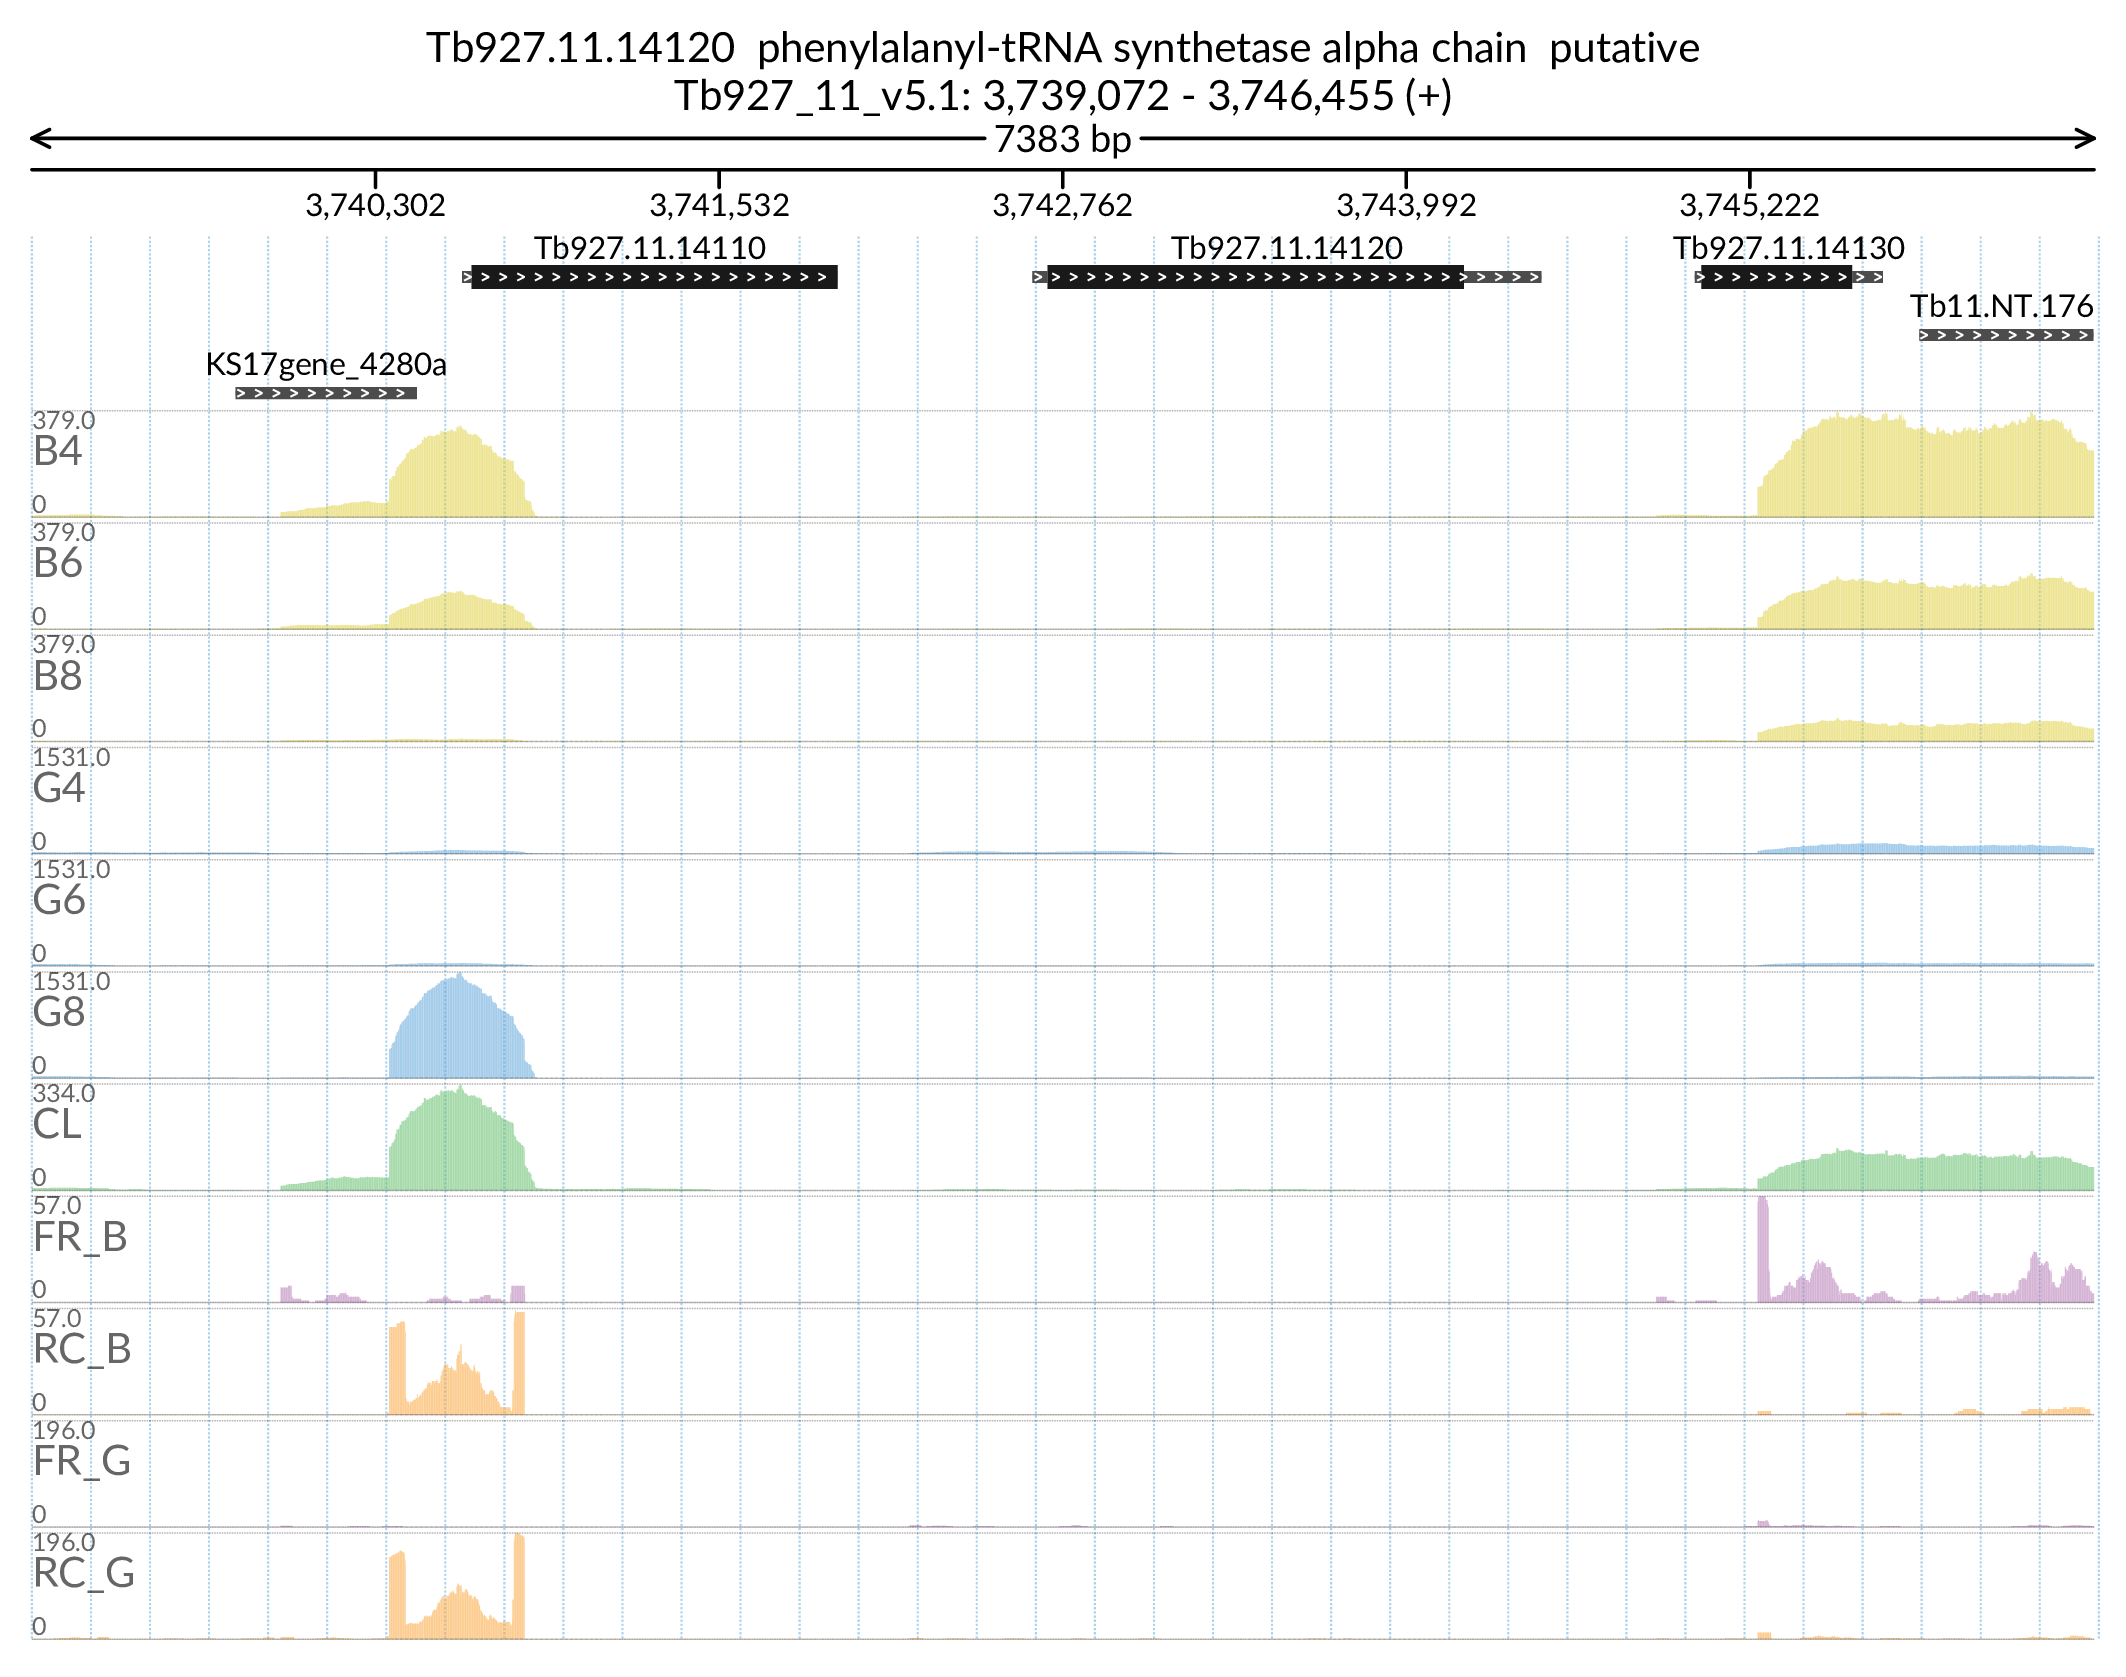 Tb927.11.14120  phenylalanyl-tRNA synthetase alpha chain  putative
Tb927_11_v5.1: 3,739,072 - 3,746,455 (+)
7383 bp
3,740,302 3,741,532 3,742,762 3,743,992 3,745,222
Tb927.11.14110 Tb927.11.14120 Tb927.11.14130
Tb11.NT.176
KS17gene_4280a
379.0
B4
0
379.0
B6
0
379.0
B8
0
1531.0
G4
0
1531.0
G6
0
1531.0
G8
0
334.0
CL
0
57.0
FR_B
0
57.0
RC_B
0
196.0
FR_G
0
196.0
RC_G
0